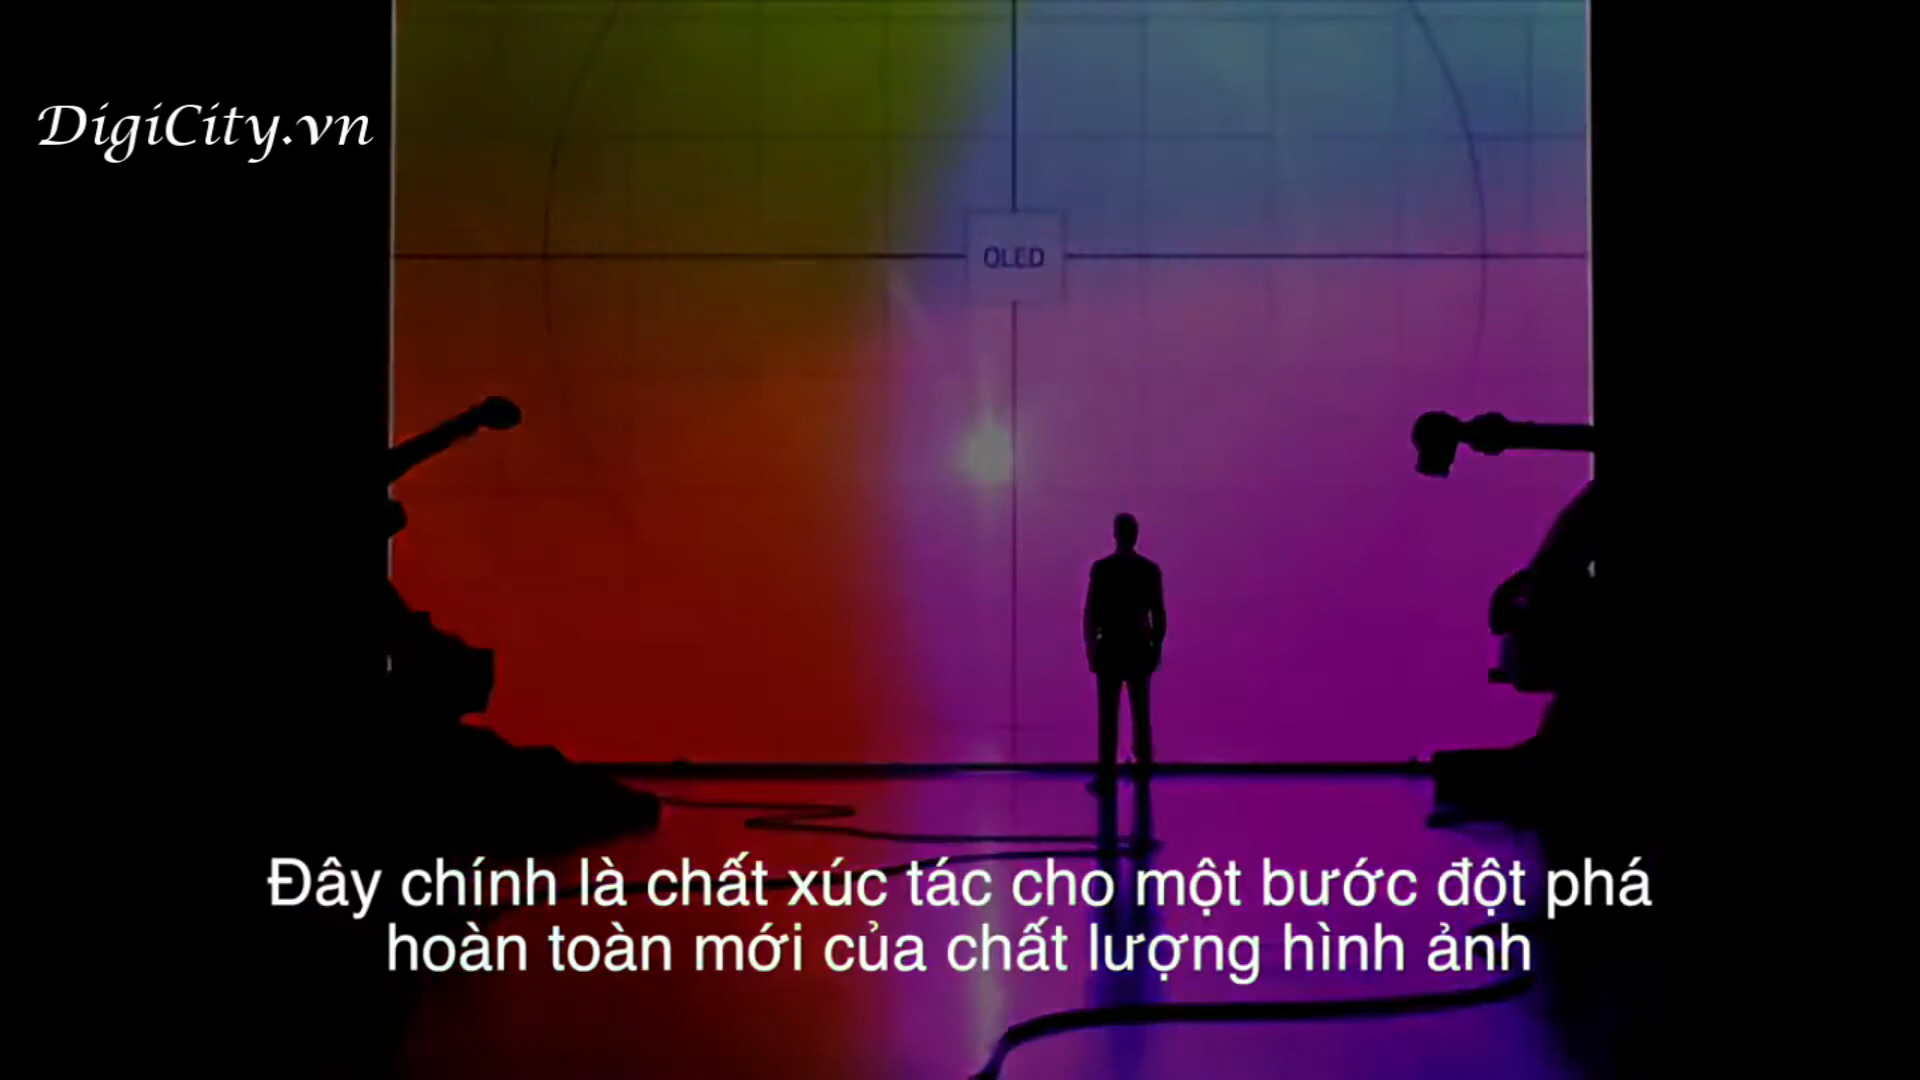 DigiCity.vn
OLED
Đây chính là chất xúc tác cho một bước đột phá
hoàn toàn mới của chất lượng hình ảnh